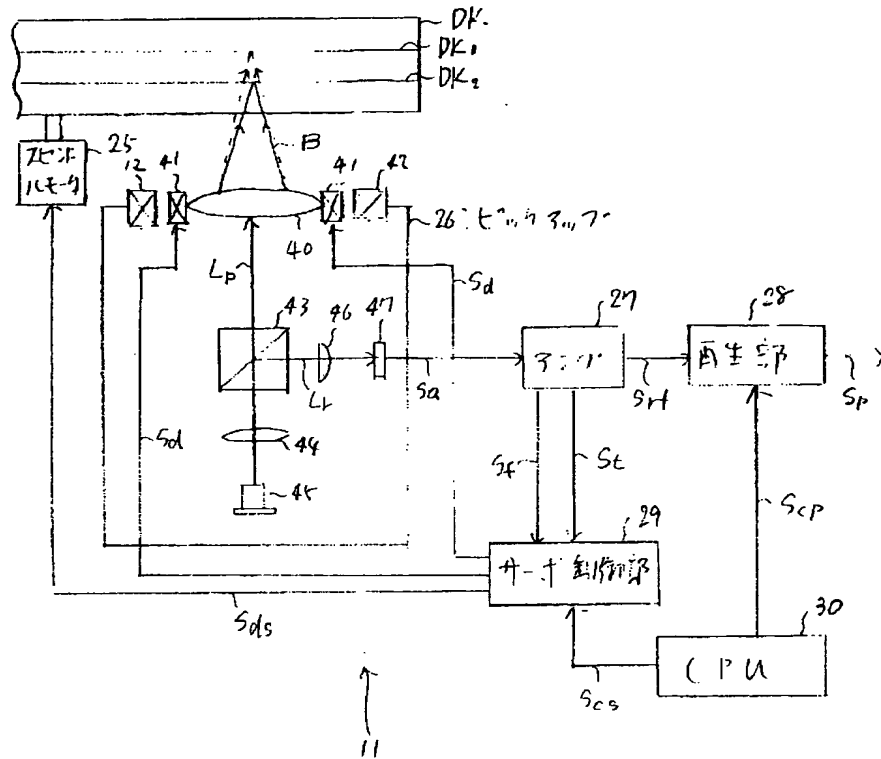 DK.
DK1
DK2
25
スピンド
ルモータ
12
41
B
41
42
40
26:ピックアップ
Lp
Sd
43
46
47
27
アンプ
28
再生部
Lr
Sa
Srf
Sp
Sd
44
Sf
St
45
Scp
29
サーボ制御部
Sds
30
CPU
Scs
11